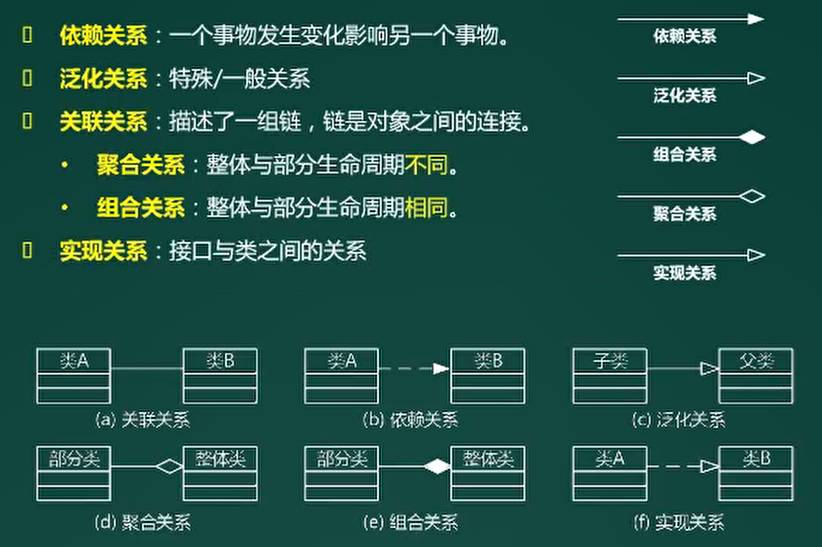 依赖关系：一个事物发生变化影响另一个事物。
泛化关系：特殊/一般关系
关联关系：描述了一组链，链是对象之间的连接。
• 聚合关系：整体与部分生命周期不同。
• 组合关系：整体与部分生命周期相同。
实现关系：接口与类之间的关系
依赖关系
泛化关系
组合关系
聚合关系
实现关系
类A 类B
(a) 关联关系
类A 类B
(b) 依赖关系
子类 父类
(c) 泛化关系
部分类 整体类
(d) 聚合关系
部分类 整体类
(e) 组合关系
类A 类B
(f) 实现关系